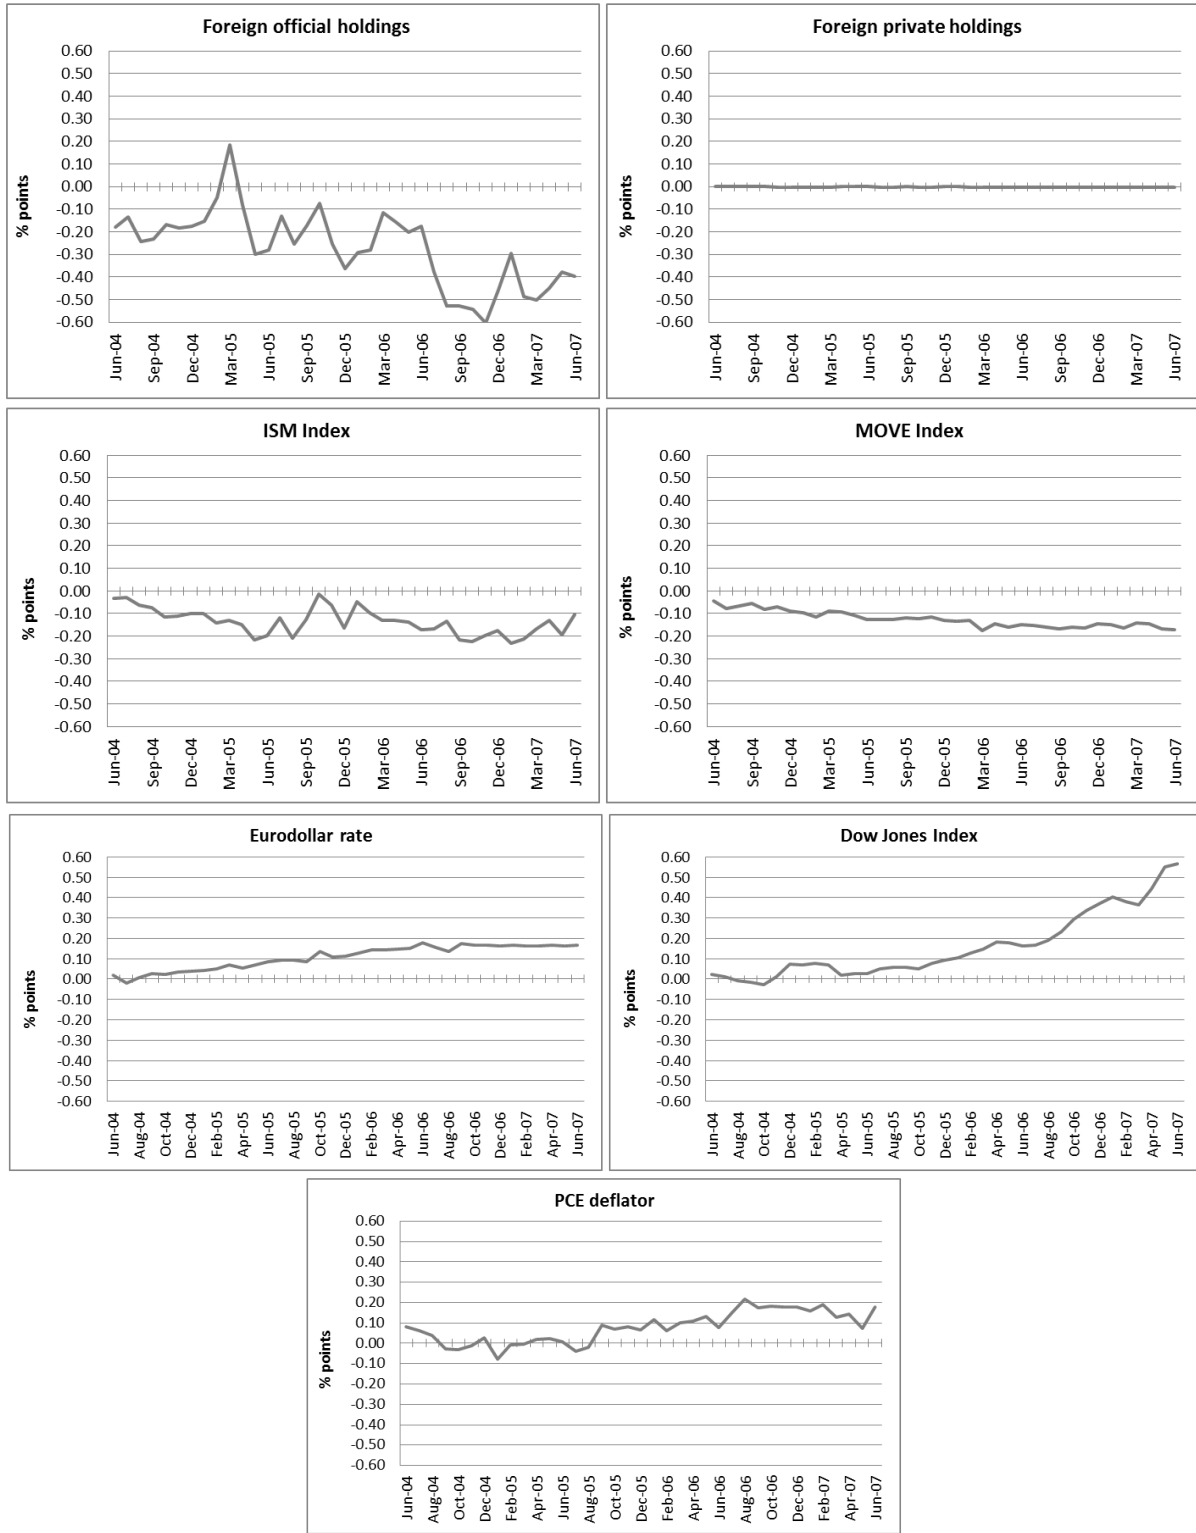 Foreign official holdings
% points
0.60
0.50
0.40
0.30
0.20
0.10
0.00
-0.10
-0.20
-0.30
-0.40
-0.50
-0.60
Jun-04
Sep-04
Dec-04
Mar-05
Jun-05
Sep-05
Dec-05
Mar-06
Jun-06
Sep-06
Dec-06
Mar-07
Jun-07
Foreign private holdings
% points
0.60
0.50
0.40
0.30
0.20
0.10
0.00
-0.10
-0.20
-0.30
-0.40
-0.50
-0.60
Jun-04
Sep-04
Dec-04
Mar-05
Jun-05
Sep-05
Dec-05
Mar-06
Jun-06
Sep-06
Dec-06
Mar-07
Jun-07
ISM Index
% points
0.60
0.50
0.40
0.30
0.20
0.10
0.00
-0.10
-0.20
-0.30
-0.40
-0.50
-0.60
Jun-04
Sep-04
Dec-04
Mar-05
Jun-05
Sep-05
Dec-05
Mar-06
Jun-06
Sep-06
Dec-06
Mar-07
Jun-07
MOVE Index
% points
0.60
0.50
0.40
0.30
0.20
0.10
0.00
-0.10
-0.20
-0.30
-0.40
-0.50
-0.60
Jun-04
Sep-04
Dec-04
Mar-05
Jun-05
Sep-05
Dec-05
Mar-06
Jun-06
Sep-06
Dec-06
Mar-07
Jun-07
Eurodollar rate
% points
0.60
0.50
0.40
0.30
0.20
0.10
0.00
-0.10
-0.20
-0.30
-0.40
-0.50
-0.60
Jun-04
Aug-04
Oct-04
Dec-04
Feb-05
Apr-05
Jun-05
Aug-05
Oct-05
Dec-05
Feb-06
Apr-06
Jun-06
Aug-06
Oct-06
Dec-06
Feb-07
Apr-07
Jun-07
Dow Jones Index
% points
0.60
0.50
0.40
0.30
0.20
0.10
0.00
-0.10
-0.20
-0.30
-0.40
-0.50
-0.60
Jun-04
Aug-04
Oct-04
Dec-04
Feb-05
Apr-05
Jun-05
Aug-05
Oct-05
Dec-05
Feb-06
Apr-06
Jun-06
Aug-06
Oct-06
Dec-06
Feb-07
Apr-07
Jun-07
PCE deflator
% points
0.60
0.50
0.40
0.30
0.20
0.10
0.00
-0.10
-0.20
-0.30
-0.40
-0.50
-0.60
Jun-04
Aug-04
Oct-04
Dec-04
Feb-05
Apr-05
Jun-05
Aug-05
Oct-05
Dec-05
Feb-06
Apr-06
Jun-06
Aug-06
Oct-06
Dec-06
Feb-07
Apr-07
Jun-07